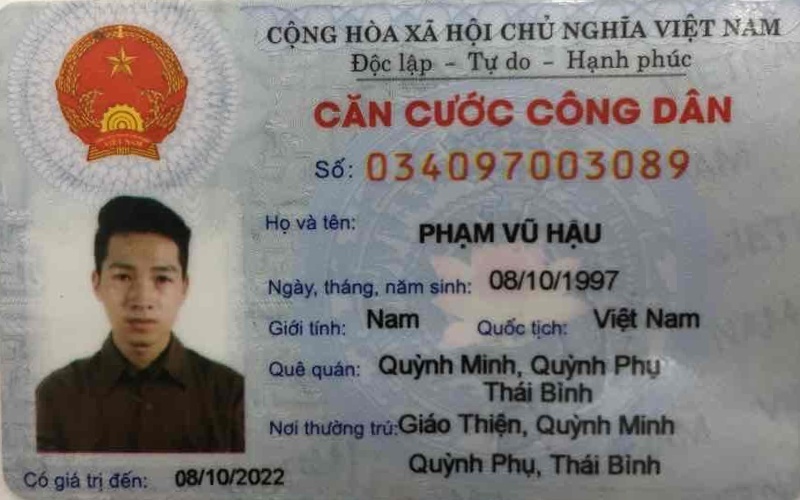 CỘNG HÒA XÃ HỘI CHỦ NGHĨA VIỆT NAM
Độc lập - Tự do - Hạnh phúc
CĂN CƯỚC CÔNG DÂN
Số: 034097003089
Họ và tên: PHẠM VŨ HẬU
Ngày, tháng, năm sinh: 08/10/1997
Giới tính: Nam Quốc tịch: Việt Nam
Quê quán: Quỳnh Minh, Quỳnh Phụ
Thái Bình
Nơi thường trú: Giáo Thiện, Quỳnh Minh
Quỳnh Phụ, Thái Bình
Có giá trị đến: 08/10/2022
VIỆT NAM